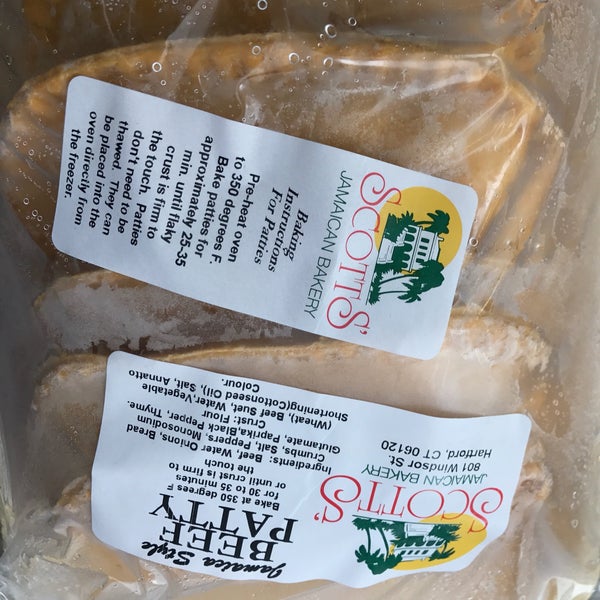 SCOTTS'
JAMAICAN BAKERY
Baking
Instructions
For Patties
Pre-heat oven
to 350 degrees F.
Bake patties for
approximately 25-35
min. until flaky
crust is firm to
the touch. Patties
don't need to be
thawed. They can
be placed into the
oven directly from
the freezer.
SCOTTS'
JAMAICAN BAKERY
801 Windsor St.
Hartford, CT 06120
Jamaica Style
BEEF
PATTY
Bake at 350 degrees F
for 30 to 35 minutes
or until crust is firm to
the touch
Ingredients: Beef, Water, Onions, Bread
Crumbs, Salt, Peppers, Monosodium
Glutamate, Paprika,Black Pepper, Thyme.
Crust: Flour
(Wheat), Beef Suet, Water,Vegetable
Shortening(Cottonseed Oil), Salt, Annatto
Colour.